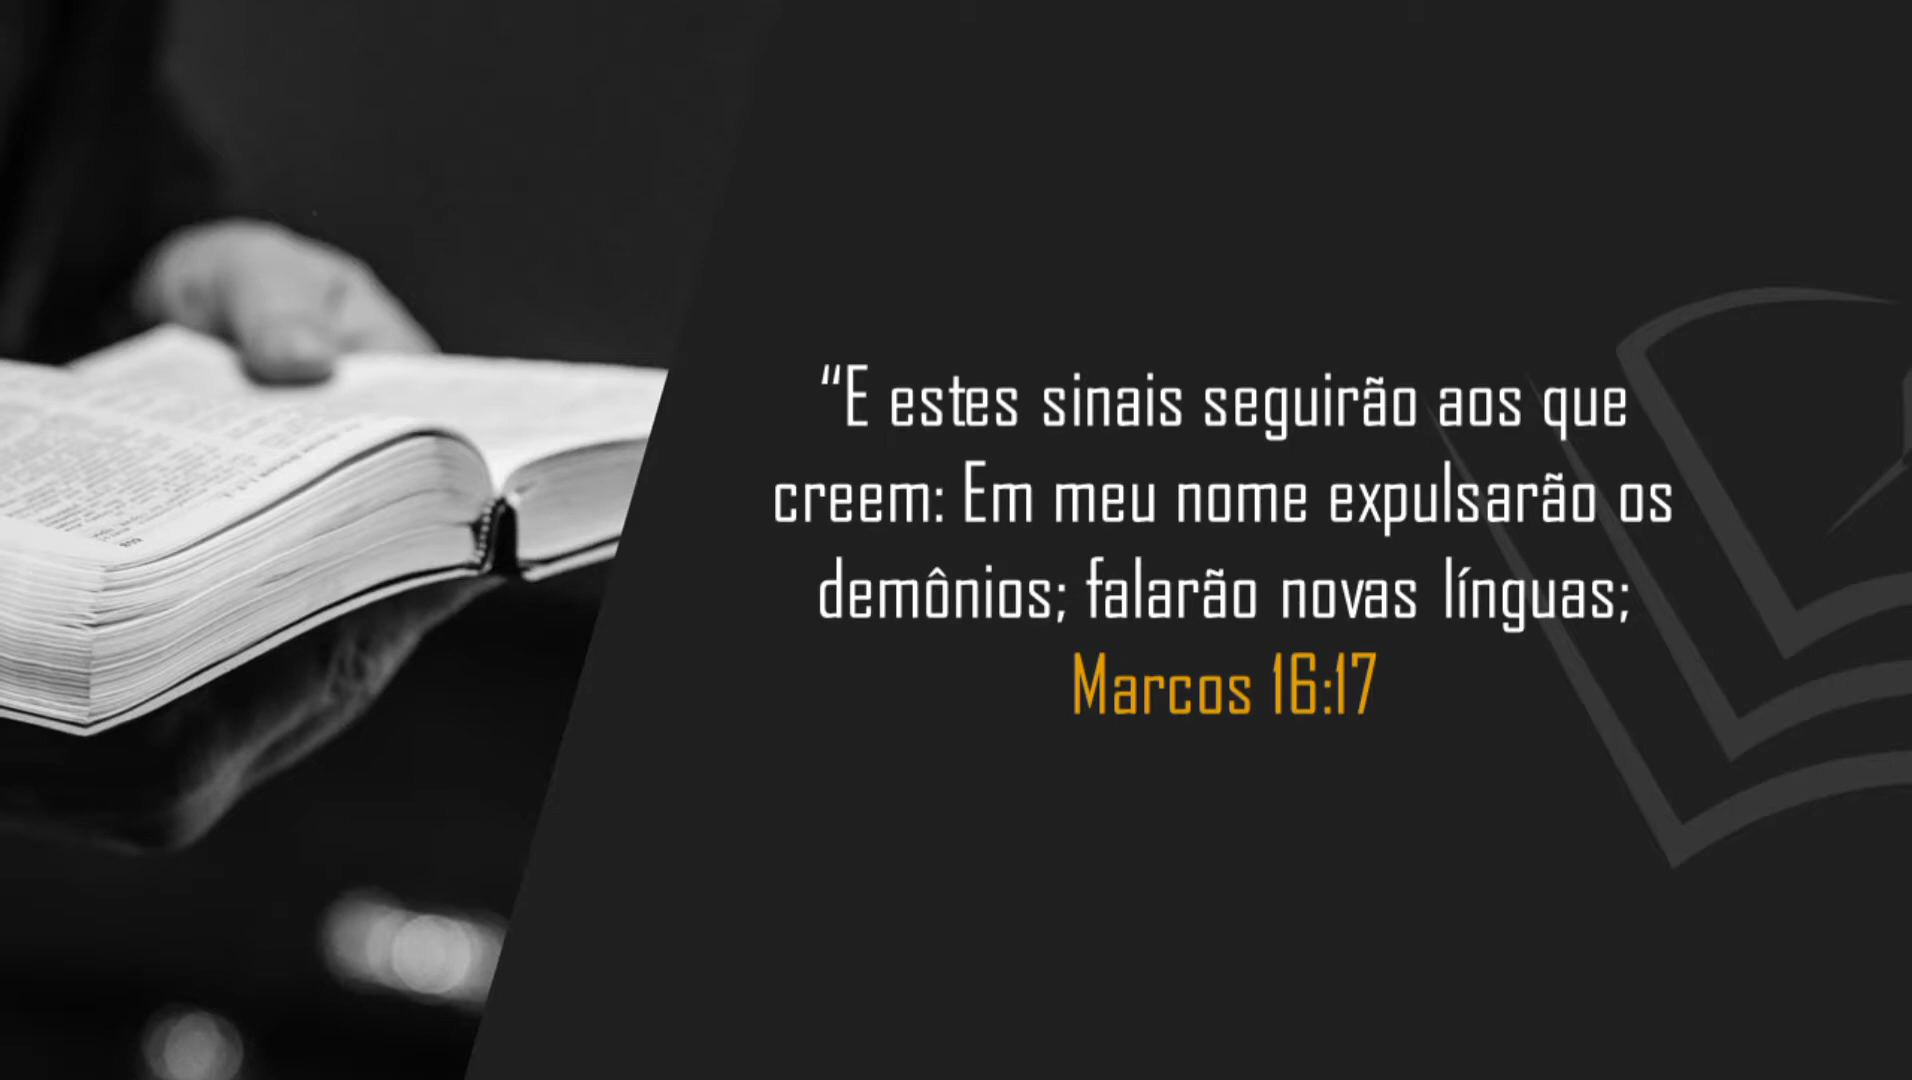 “E estes sinais seguirão aos que
creem: Em meu nome expulsarão os
demônios; falarão novas línguas;
Marcos 16:17